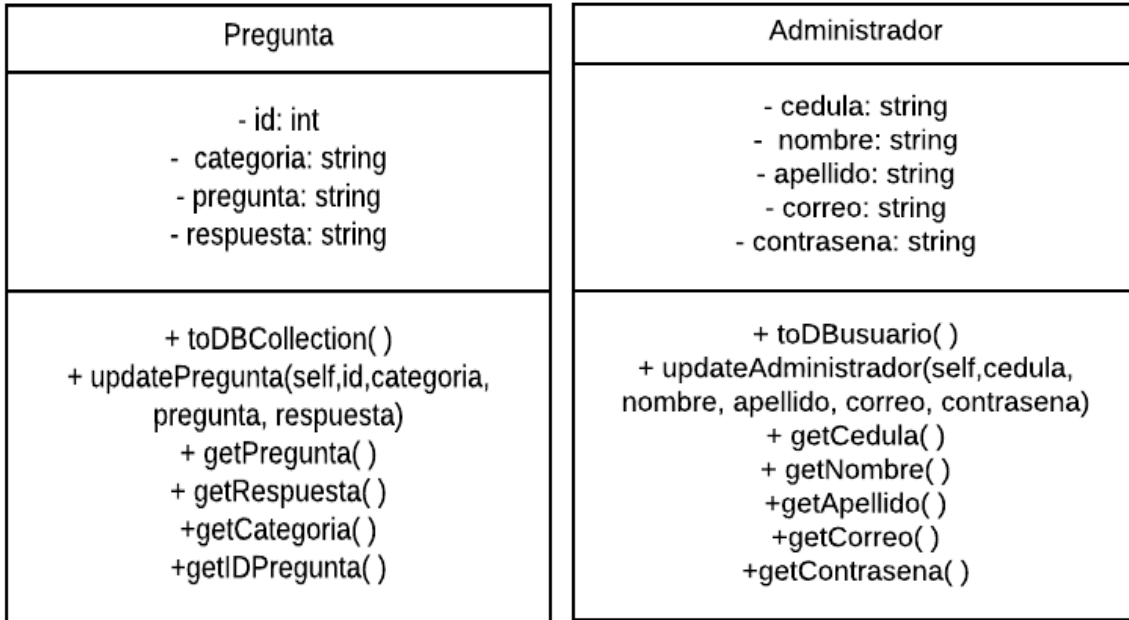 Pregunta
- id: int
- categoria: string
- pregunta: string
- respuesta: string
+ toDBCollection( )
+ updatePregunta(self,id,categoria,
pregunta, respuesta)
+ getPregunta( )
+ getRespuesta( )
+getCategoria( )
+getIDPregunta( )
Administrador
- cedula: string
- nombre: string
- apellido: string
- correo: string
- contrasena: string
+ toDBusuario( )
+ updateAdministrador(self,cedula,
nombre, apellido, correo, contrasena)
+ getCedula( )
+ getNombre( )
+getApellido( )
+getCorreo( )
+getContrasena( )